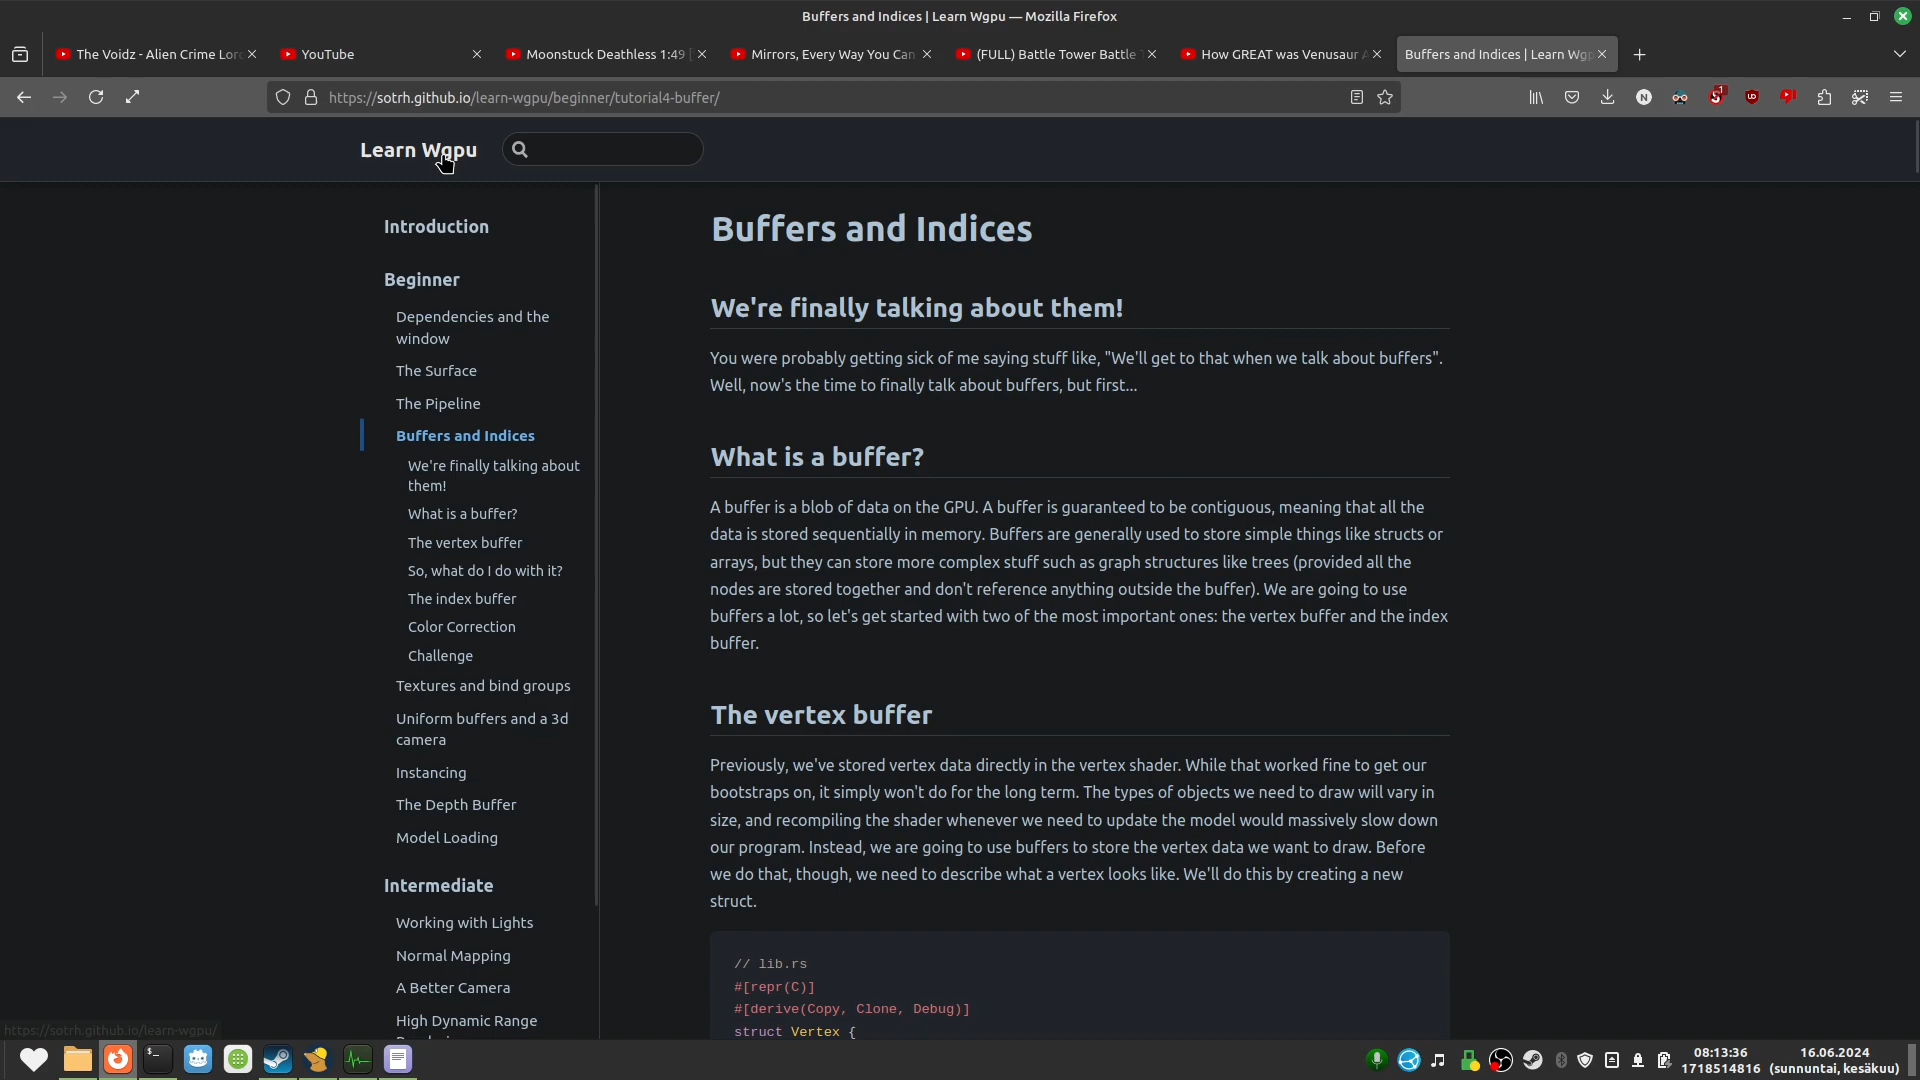 Buffers and Indices | Learn Wgpu — Mozilla Firefox
The Voidz - Alien Crime Lor
YouTube
Moonstuck Deathless 1:49 [
Mirrors, Every Way You Can
(FULL) Battle Tower Battle
How GREAT was Venusaur
Buffers and Indices | Learn Wgp
https://sotrh.github.io/learn-wgpu/beginner/tutorial4-buffer/
Learn Wgpu
Introduction
Beginner
Dependencies and the
window
The Surface
The Pipeline
Buffers and Indices
We're finally talking about
them!
What is a buffer?
The vertex buffer
So, what do I do with it?
The index buffer
Color Correction
Challenge
Textures and bind groups
Uniform buffers and a 3d
camera
Instancing
The Depth Buffer
Model Loading
Intermediate
Working with Lights
Normal Mapping
A Better Camera
High Dynamic Range
Buffers and Indices
We're finally talking about them!
You were probably getting sick of me saying stuff like, "We'll get to that when we talk about buffers".
Well, now's the time to finally talk about buffers, but first...
What is a buffer?
A buffer is a blob of data on the GPU. A buffer is guaranteed to be contiguous, meaning that all the
data is stored sequentially in memory. Buffers are generally used to store simple things like structs or
arrays, but they can store more complex stuff such as graph structures like trees (provided all the
nodes are stored together and don't reference anything outside the buffer). We are going to use
buffers a lot, so let's get started with two of the most important ones: the vertex buffer and the index
buffer.
The vertex buffer
Previously, we've stored vertex data directly in the vertex shader. While that worked fine to get our
bootstraps on, it simply won't do for the long term. The types of objects we need to draw will vary in
size, and recompiling the shader whenever we need to update the model would massively slow down
our program. Instead, we are going to use buffers to store the vertex data we want to draw. Before
we do that, though, we need to describe what a vertex looks like. We'll do this by creating a new
struct.
// lib.rs
#[repr(C)]
#[derive(Copy, Clone, Debug)]
struct Vertex {
https://sotrh.github.io/learn-wgpu/
08:13:36
1718514816
16.06.2024
(sunnuntai, kesäkuu)